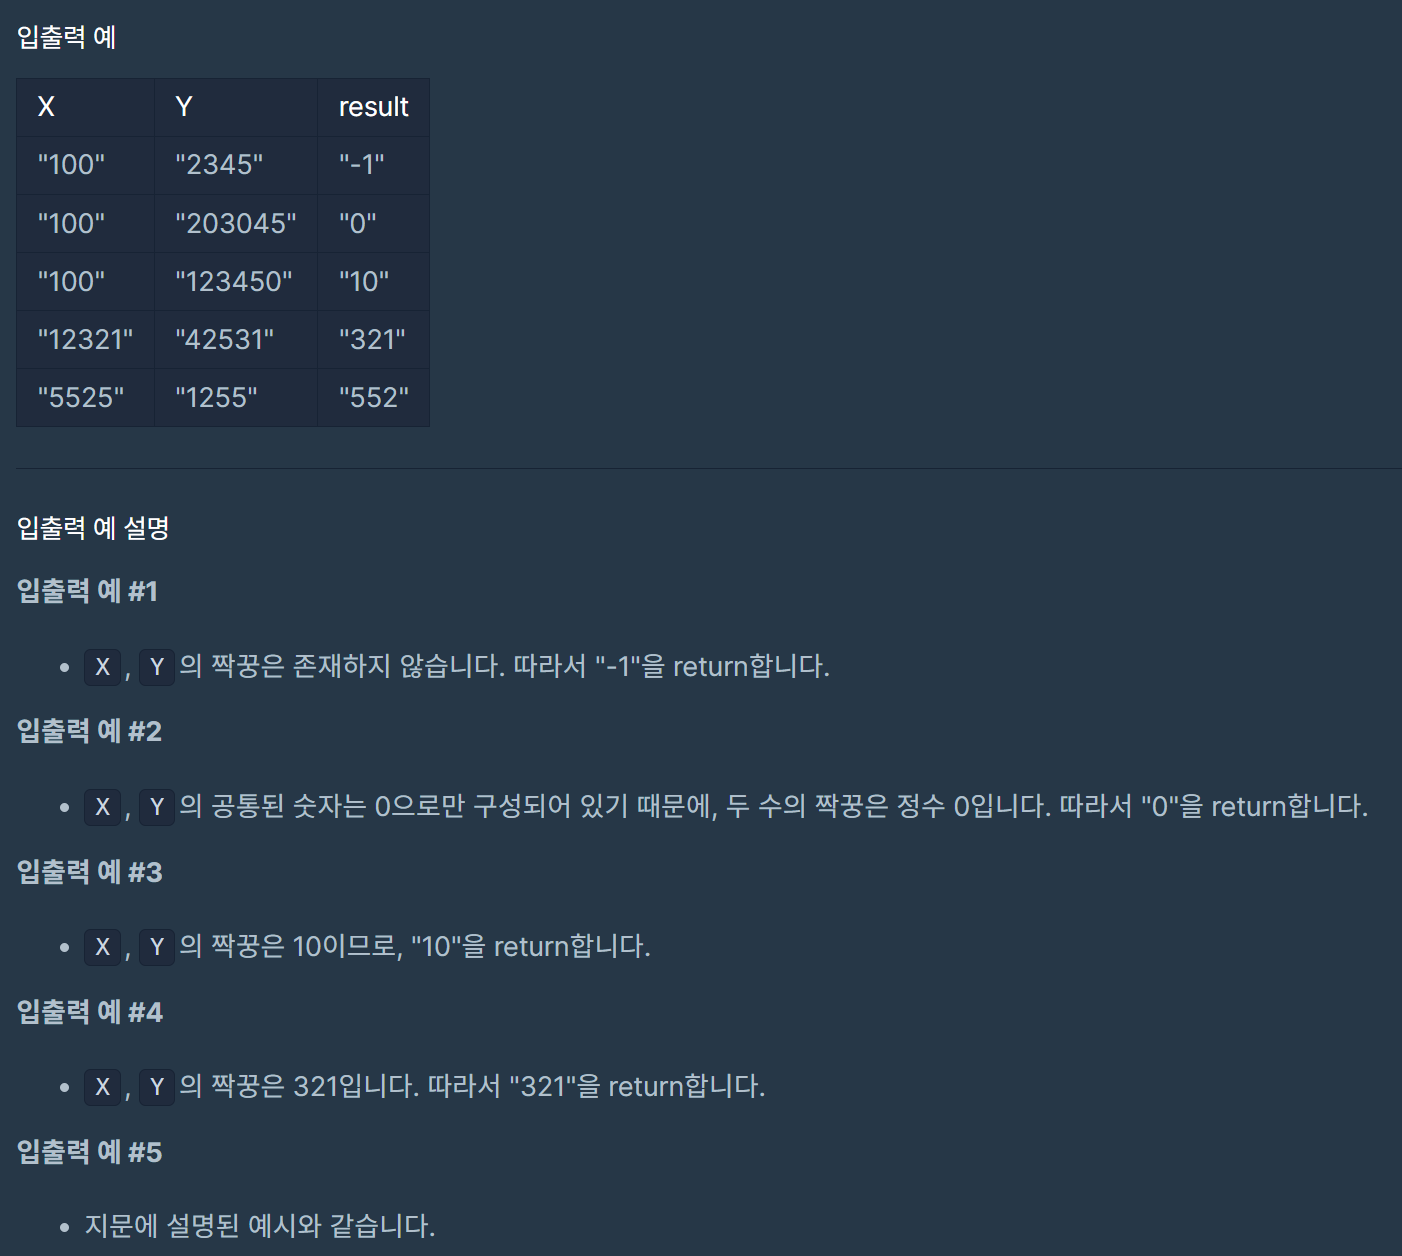 입출력 예
X Y result
"100" "2345" "-1"
"100" "203045" "0"
"100" "123450" "10"
"12321" "42531" "321"
"5525" "1255" "552"
입출력 예 설명
입출력 예 #1
• X, Y의 짝꿍은 존재하지 않습니다. 따라서 "-1"을 return합니다.
입출력 예 #2
• X, Y의 공통된 숫자는 0으로만 구성되어 있기 때문에, 두 수의 짝꿍은 정수 0입니다. 따라서 "0"을 return합니다.
입출력 예 #3
• X, Y의 짝꿍은 10이므로, "10"을 return합니다.
입출력 예 #4
• X, Y의 짝꿍은 321입니다. 따라서 "321"을 return합니다.
입출력 예 #5
• 지문에 설명된 예시와 같습니다.